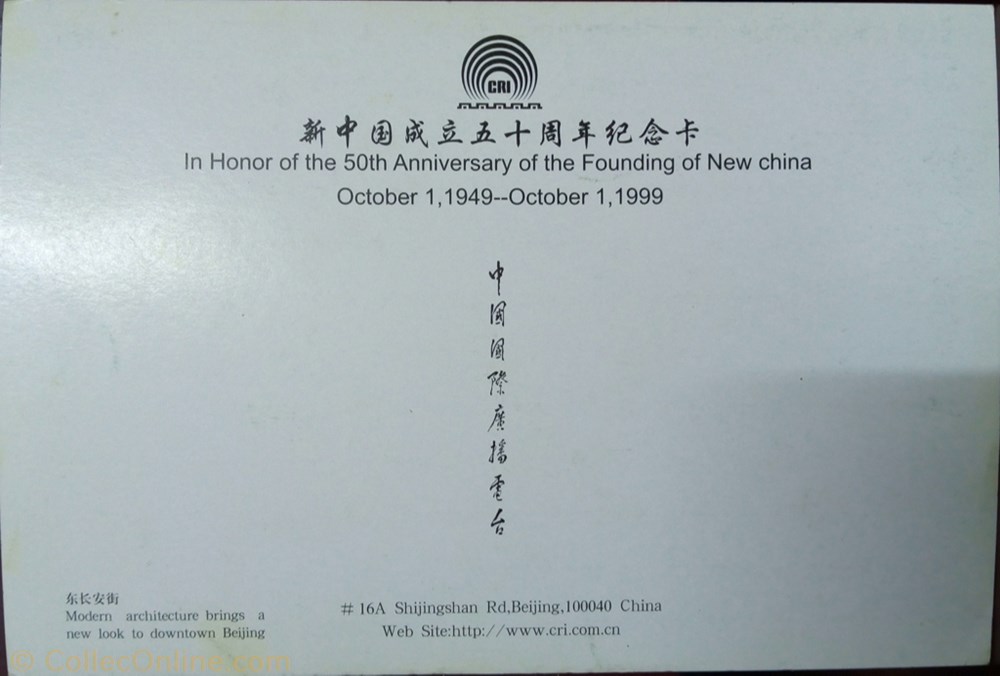 CRI
新中国成立五十周年纪念卡
In Honor of the 50th Anniversary of the Founding of New china
October 1,1949--October 1,1999
中國國際廣播電台
东长安街
Modern architecture brings a
new look to downtown Beijing
# 16A Shijingshan Rd,Beijing,100040 China
Web Site:http://www.cri.com.cn
© CollecOnline.com